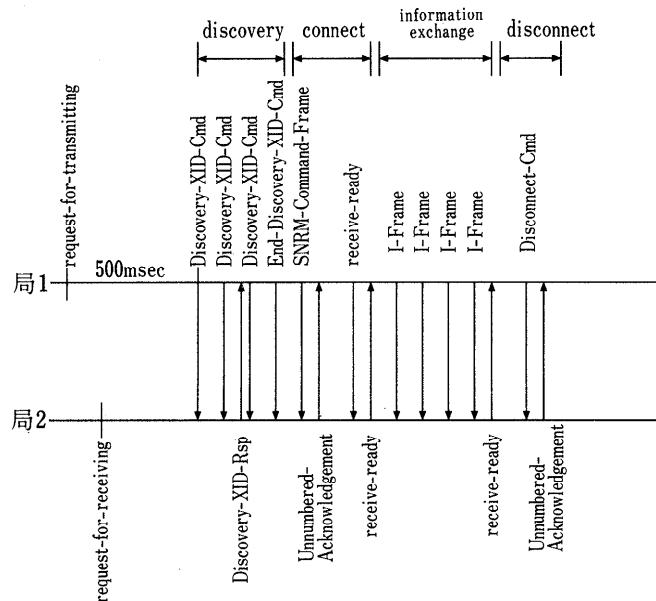 discovery
connect
information
exchange
disconnect
request-for-transmitting
Discovery-XID-Cmd
Discovery-XID-Cmd
Discovery-XID-Cmd
End-Discovery-XID-Cmd
SNRM-Command-Frame
receive-ready
I-Frame
I-Frame
I-Frame
I-Frame
Disconnect-Cmd
500msec
局1
局2
request-for-receiving
Discovery-XID-Rsp
Unnumbered-
Acknowledgement
receive-ready
receive-ready
Unnumbered-
Acknowledgement